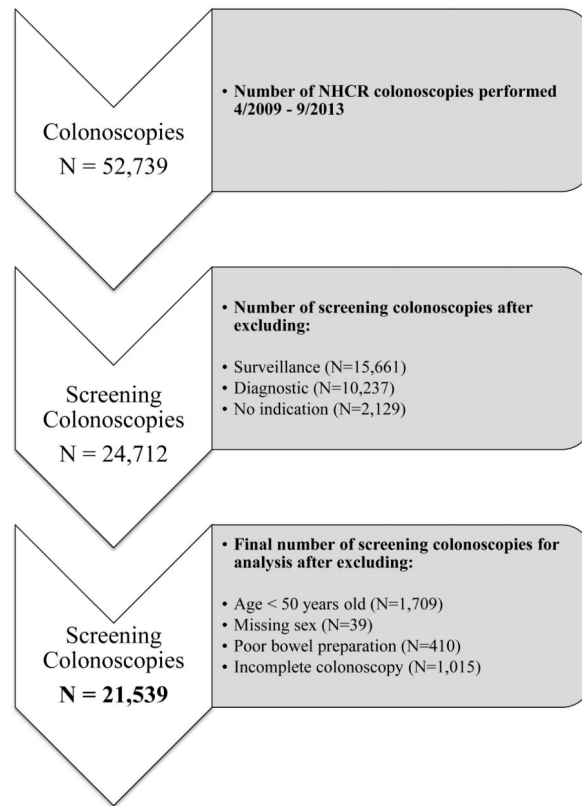 Colonoscopies
N = 52,739
• Number of NHCR colonoscopies performed
4/2009 - 9/2013
Screening
Colonoscopies
N = 24,712
• Number of screening colonoscopies after
excluding:
• Surveillance (N=15,661)
• Diagnostic (N=10,237)
• No indication (N=2,129)
Screening
Colonoscopies
N = 21,539
• Final number of screening colonoscopies for
analysis after excluding:
• Age < 50 years old (N=1,709)
• Missing sex (N=39)
• Poor bowel preparation (N=410)
• Incomplete colonoscopy (N=1,015)